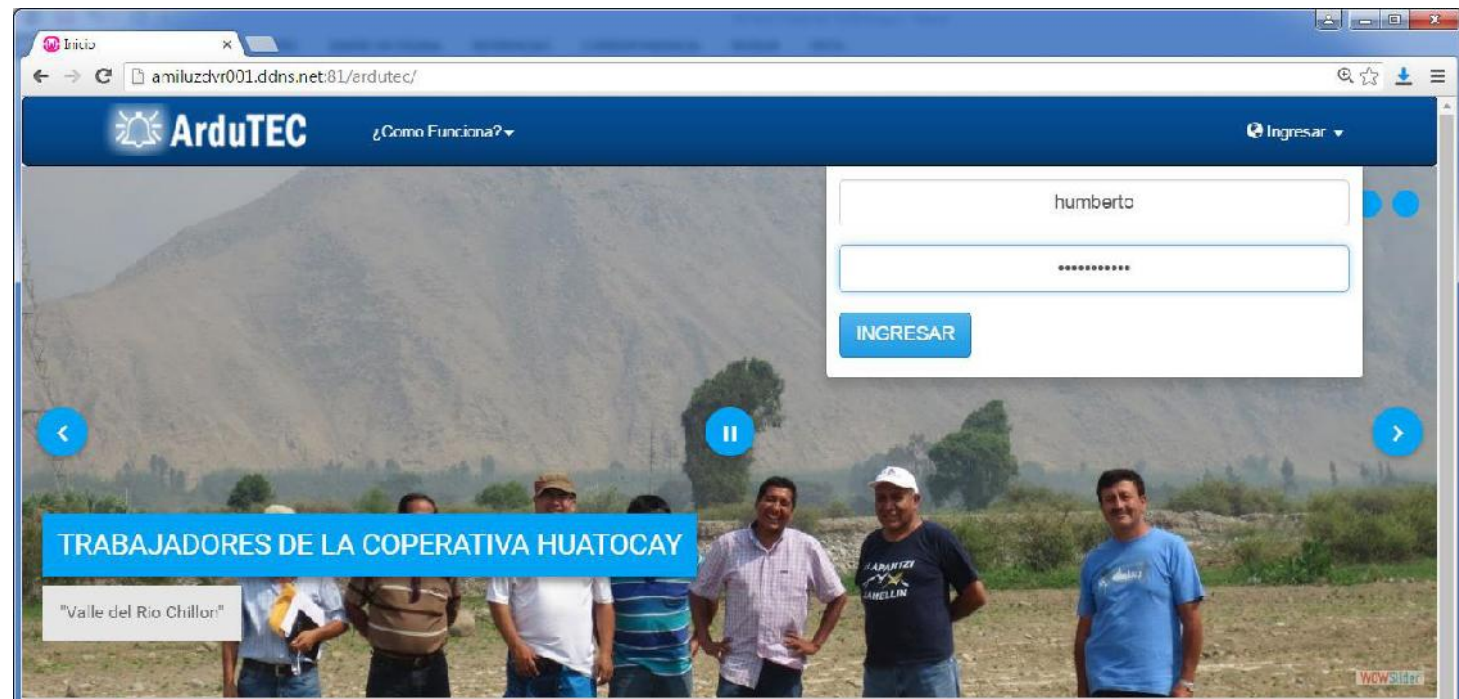 Inicio
amiluzdvr001.ddns.net:81/ardutec/
ArduTEC
¿Como Funciona?
Ingresar
humberto
•••••••••••
INGRESAR
TRABAJADORES DE LA COPERATIVA HUATOCAY
"Valle del Rio Chillon"
WOWSlider